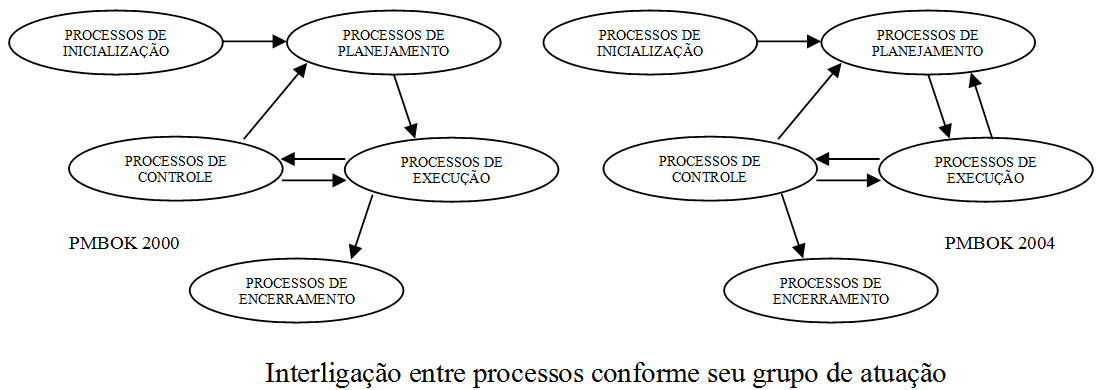 PROCESSOS DE
INICIALIZAÇÃO
PROCESSOS DE
PLANEJAMENTO
PROCESSOS DE
CONTROLE
PROCESSOS DE
EXECUÇÃO
PMBOK 2000
PROCESSOS DE
ENCERRAMENTO
PROCESSOS DE
INICIALIZAÇÃO
PROCESSOS DE
PLANEJAMENTO
PROCESSOS DE
CONTROLE
PROCESSOS DE
EXECUÇÃO
PMBOK 2004
PROCESSOS DE
ENCERRAMENTO
Interligação entre processos conforme seu grupo de atuação